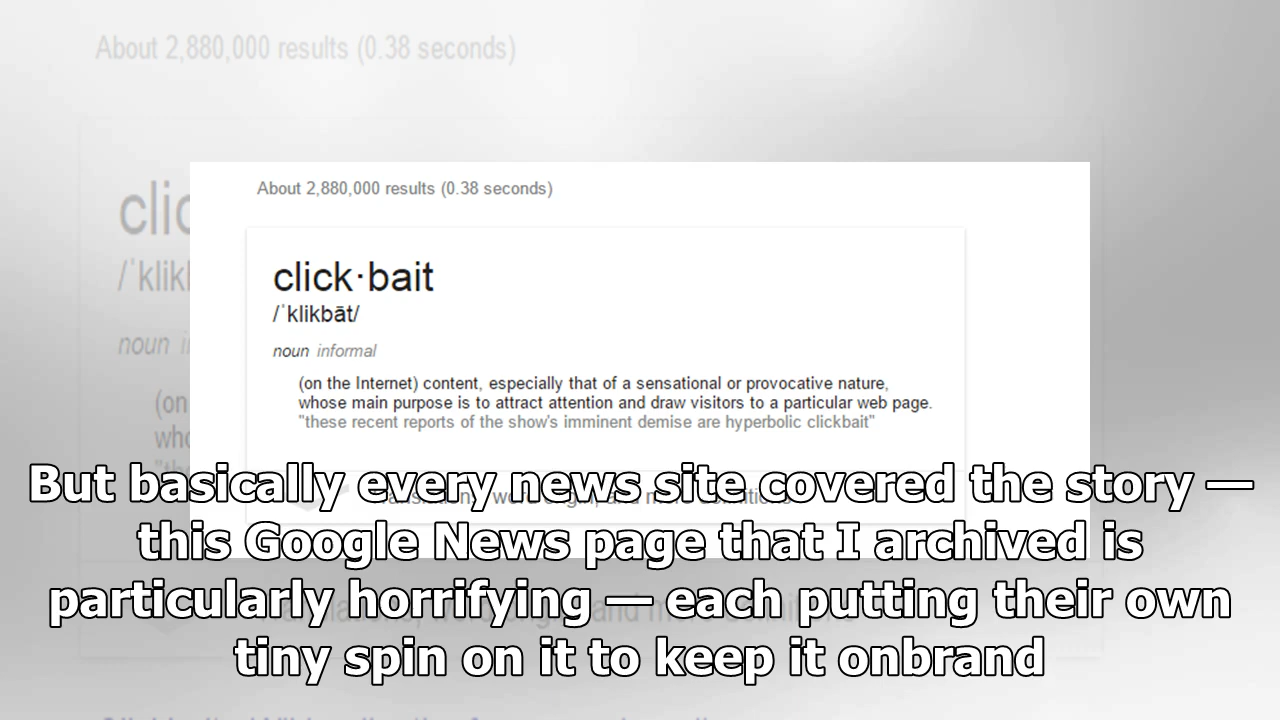 About 2,880,000 results (0.38 seconds)
About 2,880,000 results (0.38 seconds)
click·bait
/ˈklikbāt/
noun informal
(on the Internet) content, especially that of a sensational or provocative nature,
whose main purpose is to attract attention and draw visitors to a particular web page.
"these recent reports of the show's imminent demise are hyperbolic clickbait"
But basically every news site covered the story —
this Google News page that I archived is
particularly horrifying — each putting their own
tiny spin on it to keep it onbrand